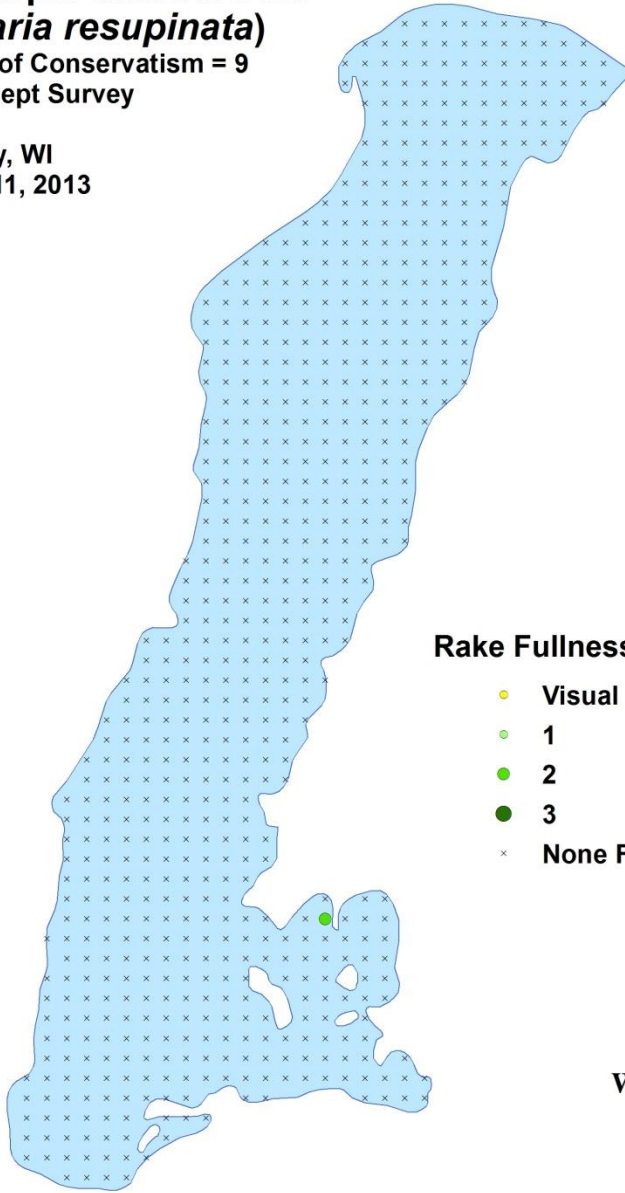 aria resupinata)
of Conservatism = 9
ept Survey
y, WI
11, 2013
Rake Fullness
Visual
1
2
3
None F